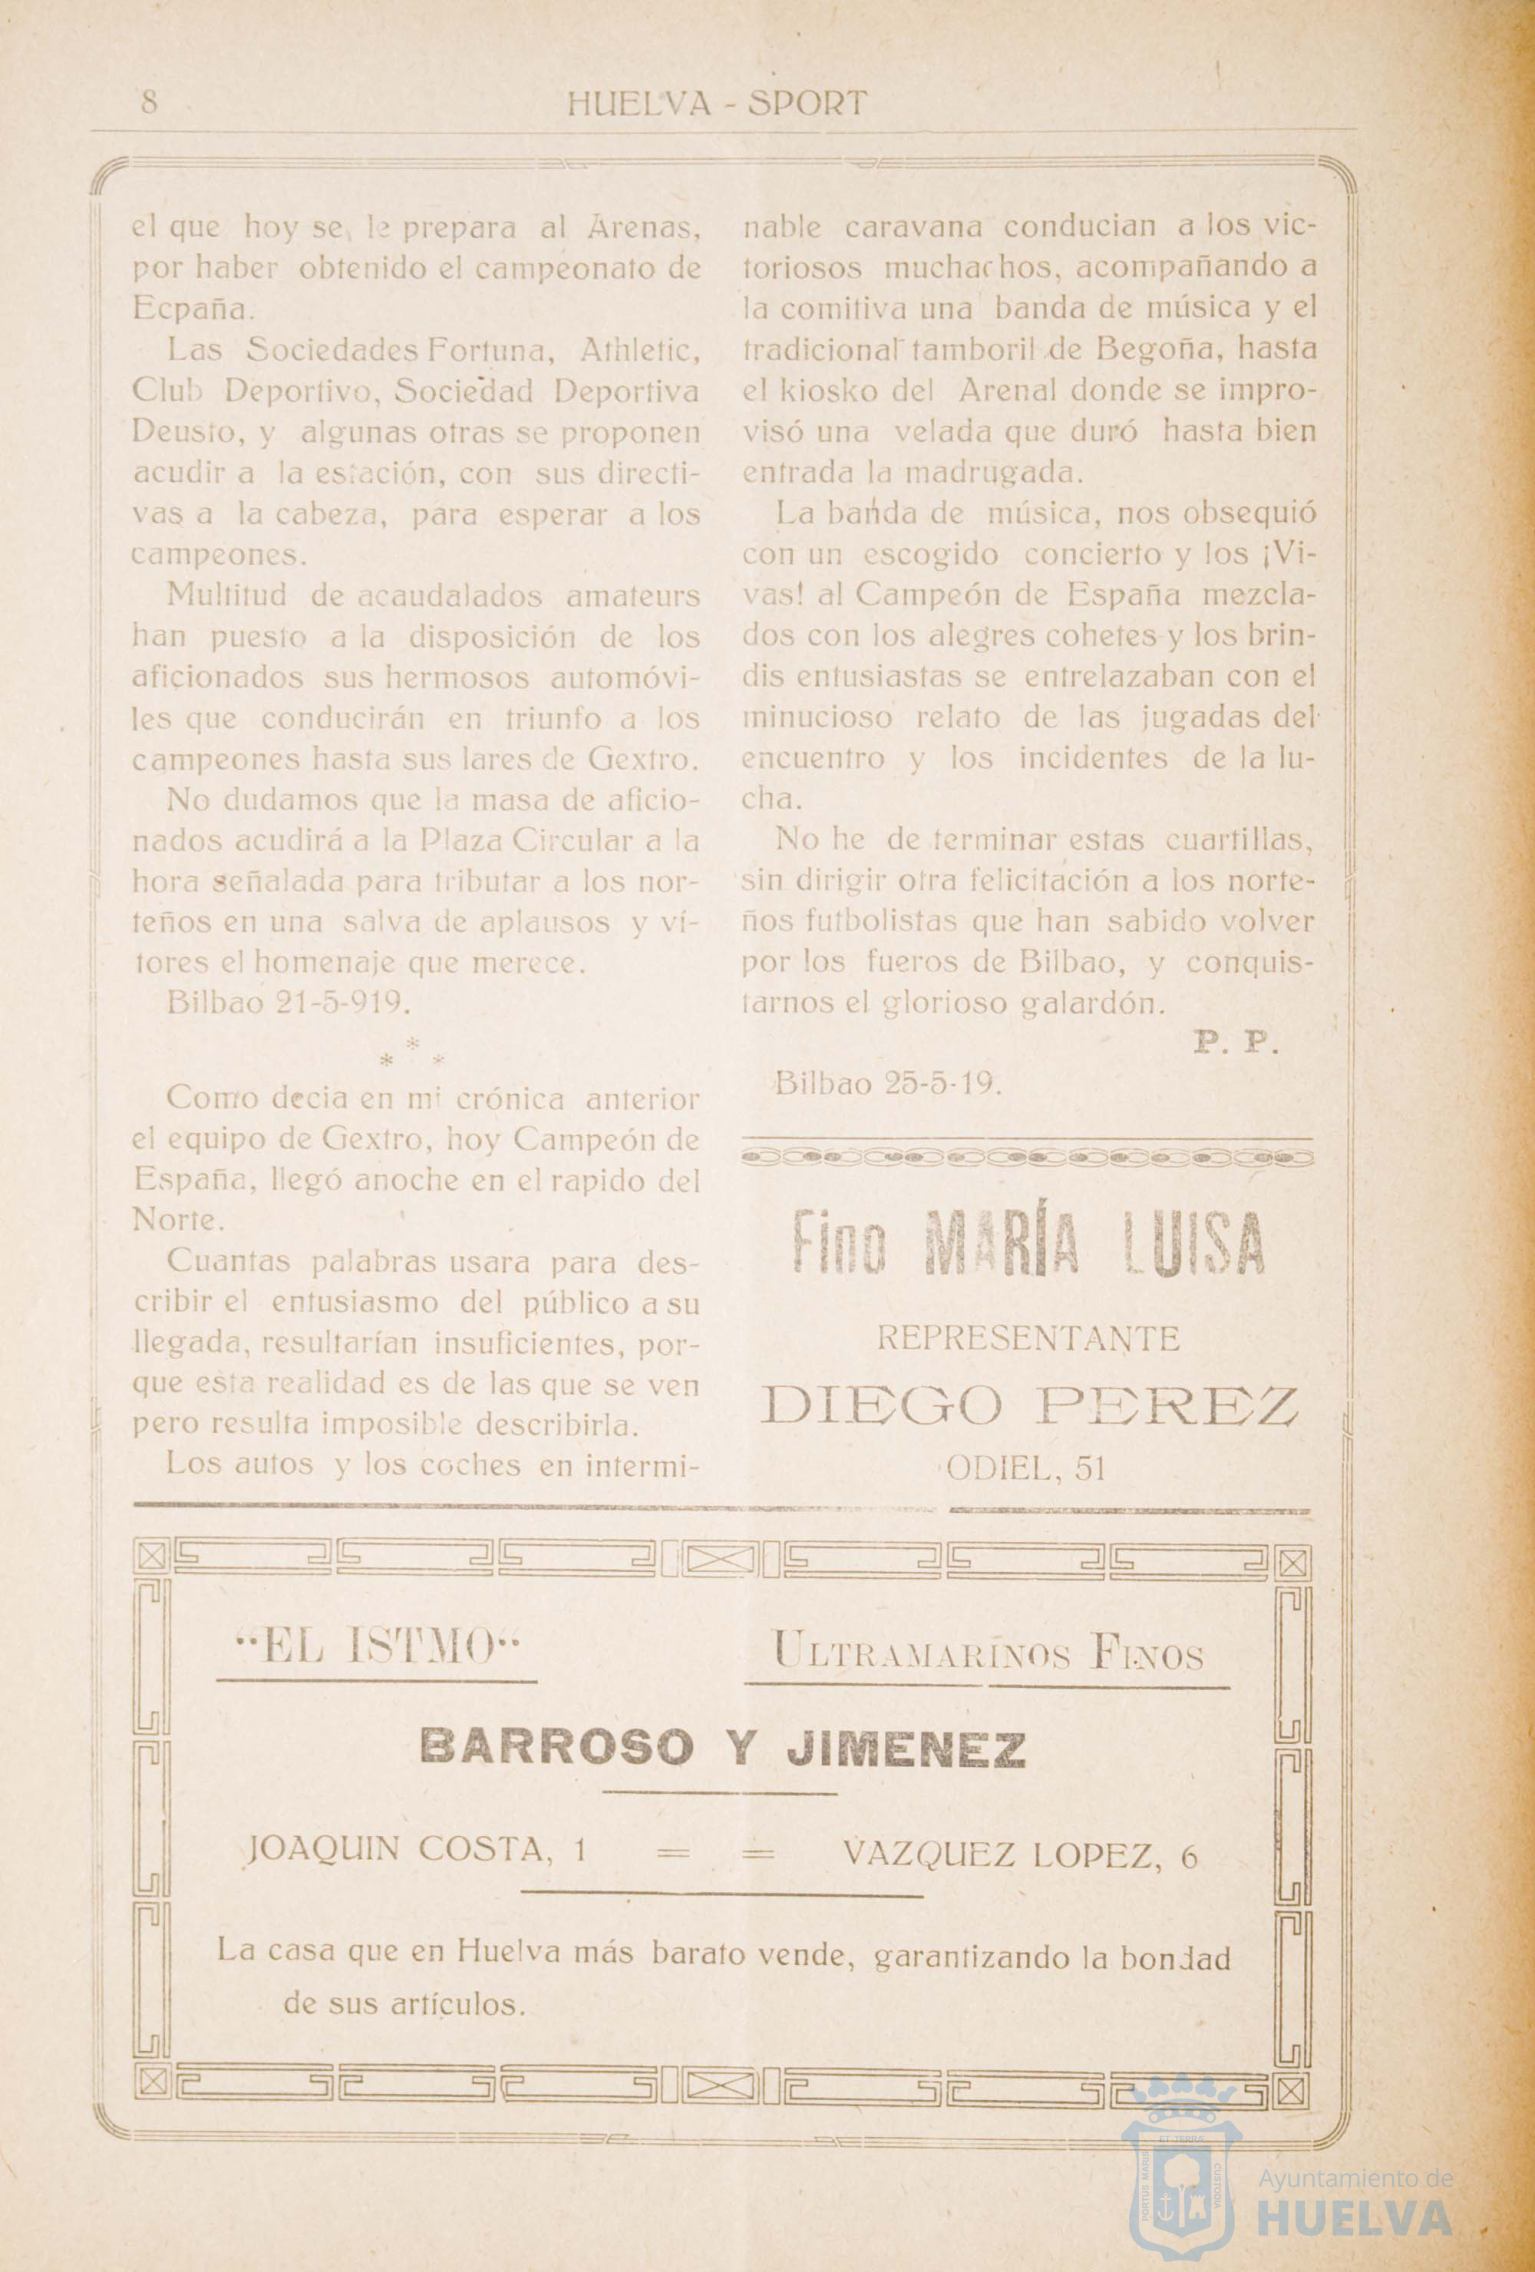 8
HUELVA - SPORT
el que hoy se le prepara al Arenas,
por haber obtenido el campeonato de
Ecpaña.
Las Sociedades Fortuna, Athletic,
Club Deportivo, Sociedad Deportiva
Deusto, y algunas otras se proponen
acudir a la estación, con sus directi-
vas a la cabeza, para esperar a los
campeones.
Multitud de acaudalados amateurs
han puesto a la disposición de los
aficionados sus hermosos automóvi-
les que conducirán en triunfo a los
campeones hasta sus lares de Gextro.
No dudamos que la masa de aficio-
nados acudirá a la Plaza Circular a la
hora señalada para tributar a los nor-
teños en una salva de aplausos y ví-
tores el homenaje que merece.
Bilbao 21-5-919.
* * *
Como decia en mi crónica anterior
el equipo de Gextro, hoy Campeón de
España, llegó anoche en el rapido del
Norte.
Cuantas palabras usara para des-
cribir el entusiasmo del público a su
llegada, resultarían insuficientes, por-
que esta realidad es de las que se ven
pero resulta imposible describirla.
Los autos y los coches en intermi-
nable caravana conducian a los vic-
toriosos muchachos, acompañando a
la comitiva una banda de música y el
tradicional tamboril de Begoña, hasta
el kiosko del Arenal donde se impro-
visó una velada que duró hasta bien
entrada la madrugada.
La banda de música, nos obsequió
con un escogido concierto y los ¡Vi-
vas! al Campeón de España mezcla-
dos con los alegres cohetes y los brin-
dis entusiastas se entrelazaban con el
minucioso relato de las jugadas del
encuentro y los incidentes de la lu-
cha.
No he de terminar estas cuartillas,
sin dirigir otra felicitación a los norte-
ños futbolistas que han sabido volver
por los fueros de Bilbao, y conquis-
tarnos el glorioso galardón.
P. P.
Bilbao 25-5-19.
Fino MARÍA LUISA
REPRESENTANTE
DIEGO PEREZ
ODIEL, 51
"EL ISTMO"
ULTRAMARINOS FINOS
BARROSO Y JIMENEZ
JOAQUIN COSTA, 1 = = VAZQUEZ LOPEZ, 6
La casa que en Huelva más barato vende, garantizando la bondad
de sus artículos.
PORTUS MARIS ET TERRÆ CUSTODIA
Ayuntamiento de
HUELVA